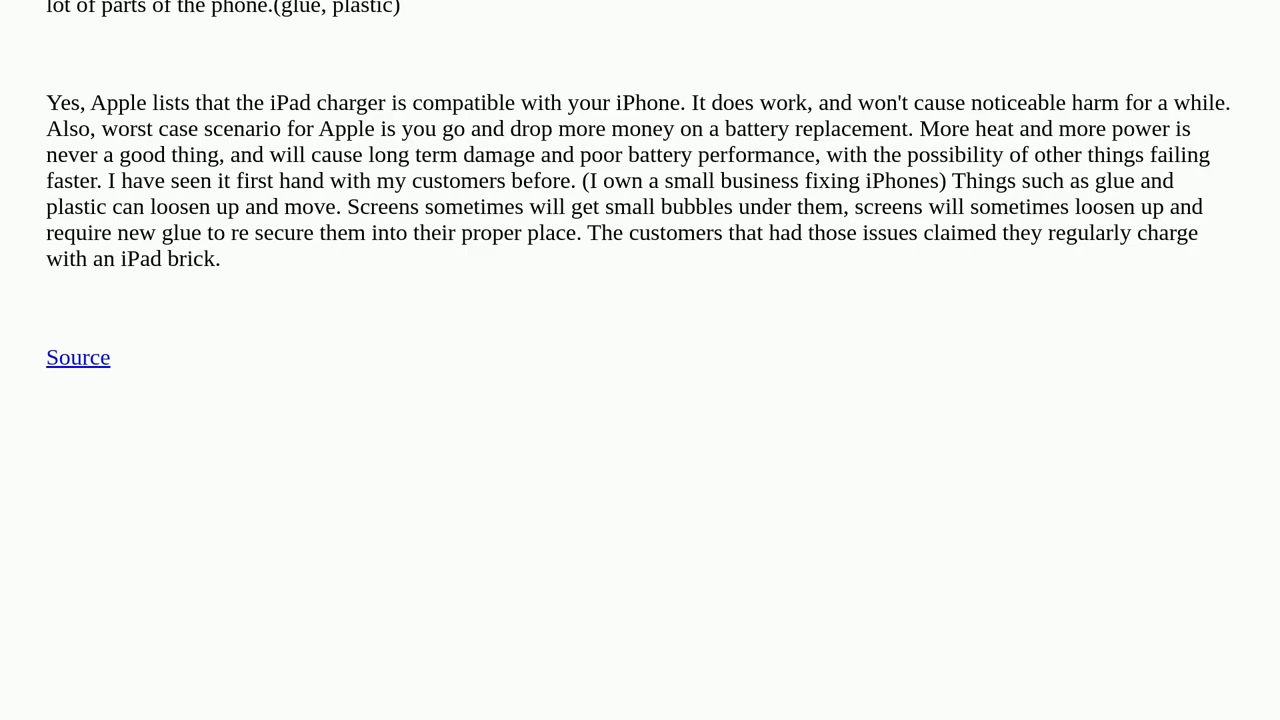 lot of parts of the phone.(glue, plastic)
Yes, Apple lists that the iPad charger is compatible with your iPhone. It does work, and won't cause noticeable harm for a while.
Also, worst case scenario for Apple is you go and drop more money on a battery replacement. More heat and more power is
never a good thing, and will cause long term damage and poor battery performance, with the possibility of other things failing
faster. I have seen it first hand with my customers before. (I own a small business fixing iPhones) Things such as glue and
plastic can loosen up and move. Screens sometimes will get small bubbles under them, screens will sometimes loosen up and
require new glue to re secure them into their proper place. The customers that had those issues claimed they regularly charge
with an iPad brick.
Source